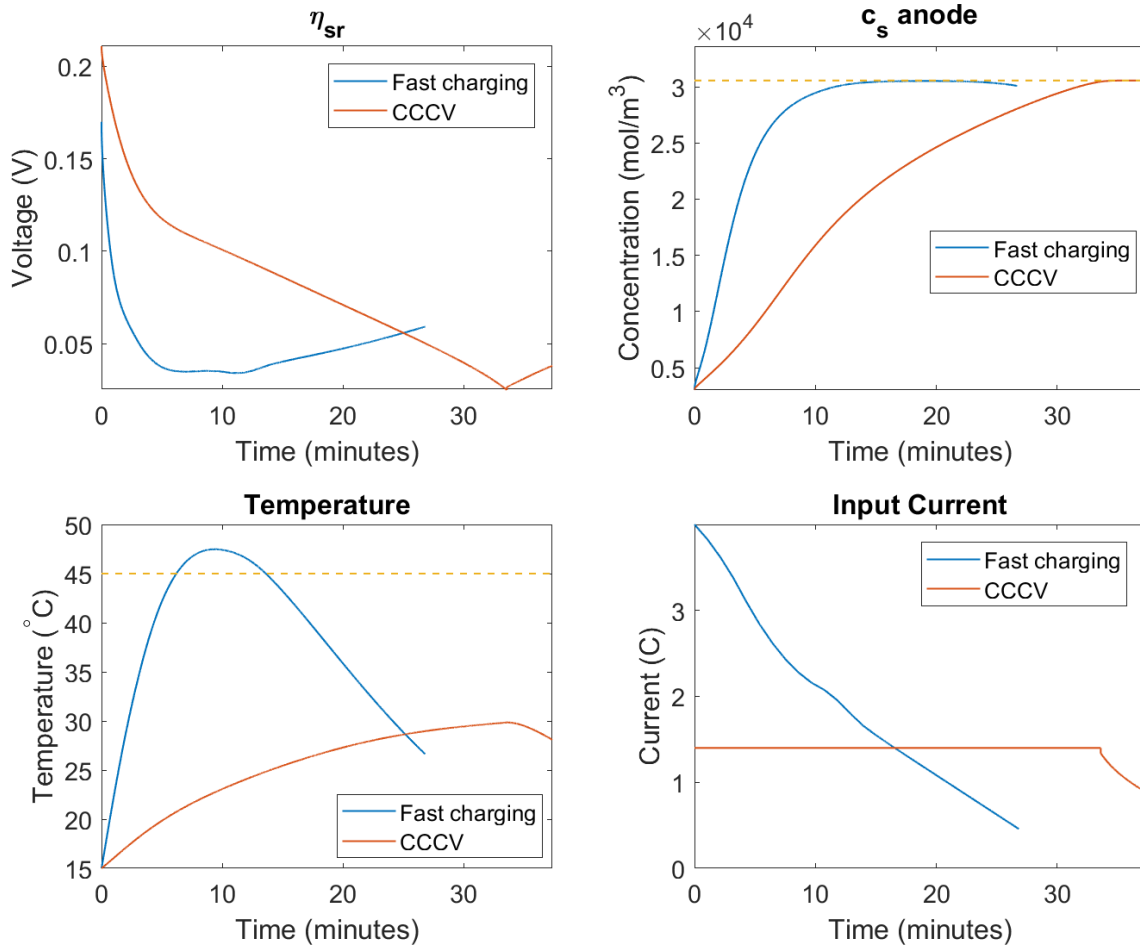 η_sr
0.2
0.15
0.1
0.05
0 10 20 30
Voltage (V)
Time (minutes)
Fast charging
CCCV
c_s anode
×10⁴
3
2.5
2
1.5
1
0.5
0 10 20 30
Concentration (mol/m³)
Time (minutes)
Fast charging
CCCV
Temperature
50
45
40
35
30
25
20
15
0 10 20 30
Temperature (°C)
Time (minutes)
Fast charging
CCCV
Input Current
3
2
1
0
0 10 20 30
Current (C)
Time (minutes)
Fast charging
CCCV